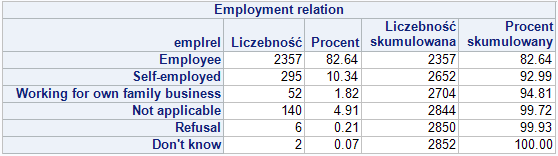 Employment relation
emplrel Liczebność Procent Liczebność skumulowana Procent skumulowany
Employee 2357 82.64 2357 82.64
Self-employed 295 10.34 2652 92.99
Working for own family business 52 1.82 2704 94.81
Not applicable 140 4.91 2844 99.72
Refusal 6 0.21 2850 99.93
Don't know 2 0.07 2852 100.00